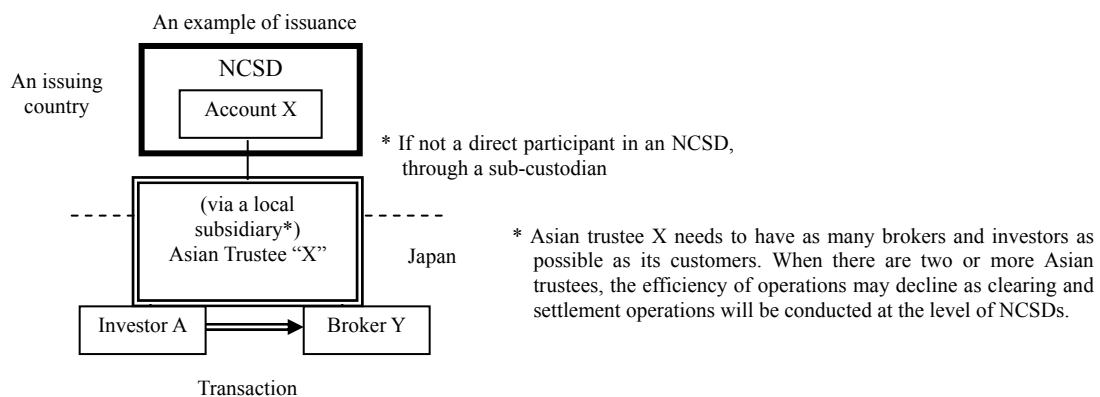 An example of issuance
NCSD
An issuing
country
Account X
* If not a direct participant in an NCSD,
through a sub-custodian
(via a local
subsidiary*)
Asian Trustee “X”
Japan
* Asian trustee X needs to have as many brokers and investors as
possible as its customers. When there are two or more Asian
trustees, the efficiency of operations may decline as clearing and
settlement operations will be conducted at the level of NCSDs.
Investor A
Broker Y
Transaction